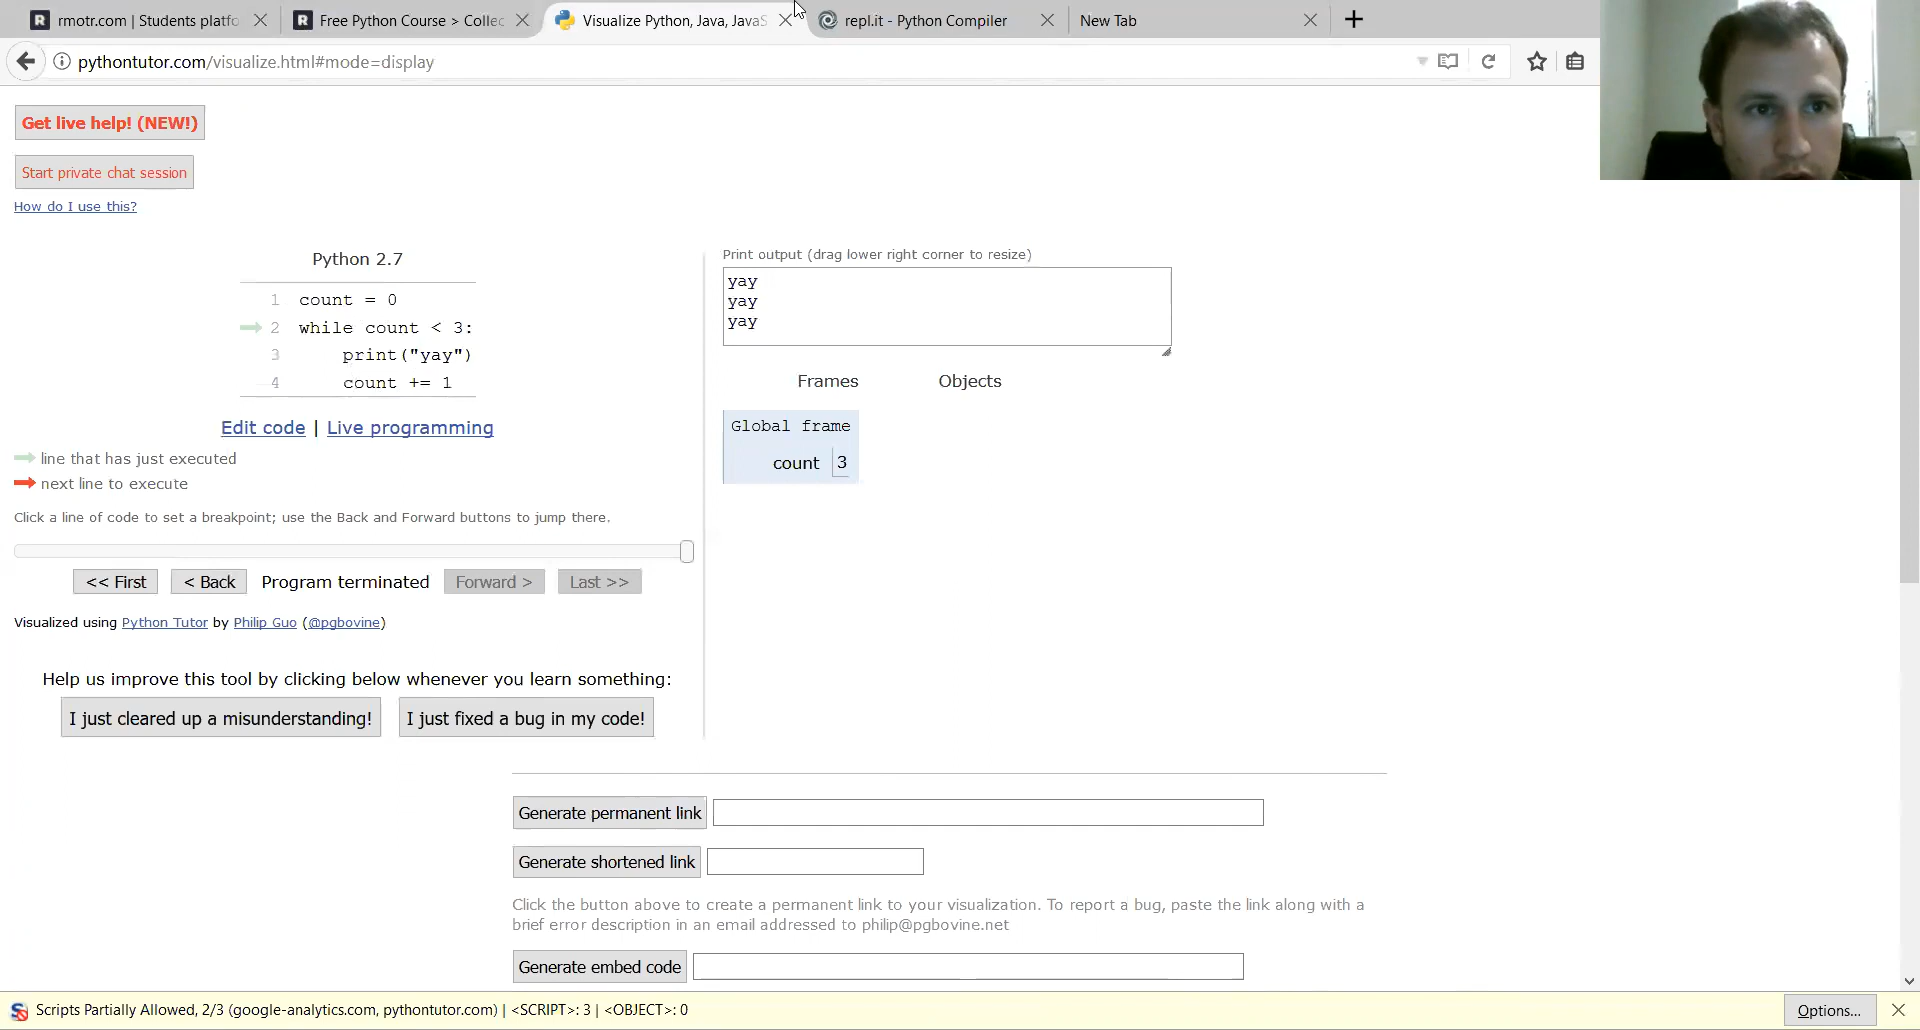 rmotr.com | Students platfo
Free Python Course > Collec
Visualize Python, Java, JavaS
repl.it - Python Compiler
New Tab
pythontutor.com/visualize.html#mode=display
Get live help! (NEW!)
Start private chat session
How do I use this?
Python 2.7
1 count = 0
2 while count < 3:
3 print("yay")
4 count += 1
Edit code | Live programming
line that has just executed
next line to execute
Click a line of code to set a breakpoint; use the Back and Forward buttons to jump there.
<< First < Back Program terminated Forward > Last >>
Visualized using Python Tutor by Philip Guo (@pgbovine)
Help us improve this tool by clicking below whenever you learn something:
I just cleared up a misunderstanding! I just fixed a bug in my code!
Print output (drag lower right corner to resize)
yay
yay
yay
Frames Objects
Global frame
count 3
Generate permanent link
Generate shortened link
Click the button above to create a permanent link to your visualization. To report a bug, paste the link along with a
brief error description in an email addressed to philip@pgbovine.net
Generate embed code
Scripts Partially Allowed, 2/3 (google-analytics.com, pythontutor.com) | <SCRIPT>: 3 | <OBJECT>: 0
Options...